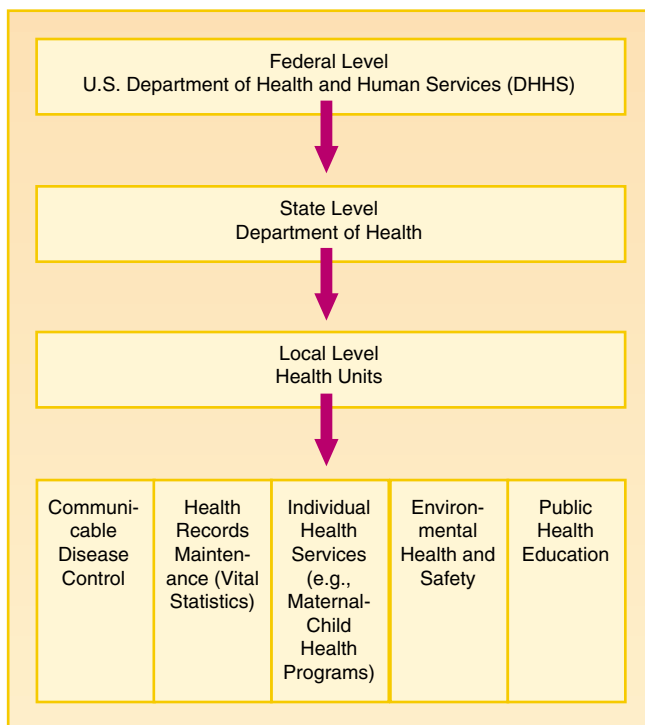 Federal Level
U.S. Department of Health and Human Services (DHHS)
State Level
Department of Health
Local Level
Health Units
Communi-
cable
Disease
Control
Health
Records
Mainten-
ance (Vital
Statistics)
Individual
Health
Services
(e.g.,
Maternal-
Child
Health
Programs)
Environ-
mental
Health and
Safety
Public
Health
Education